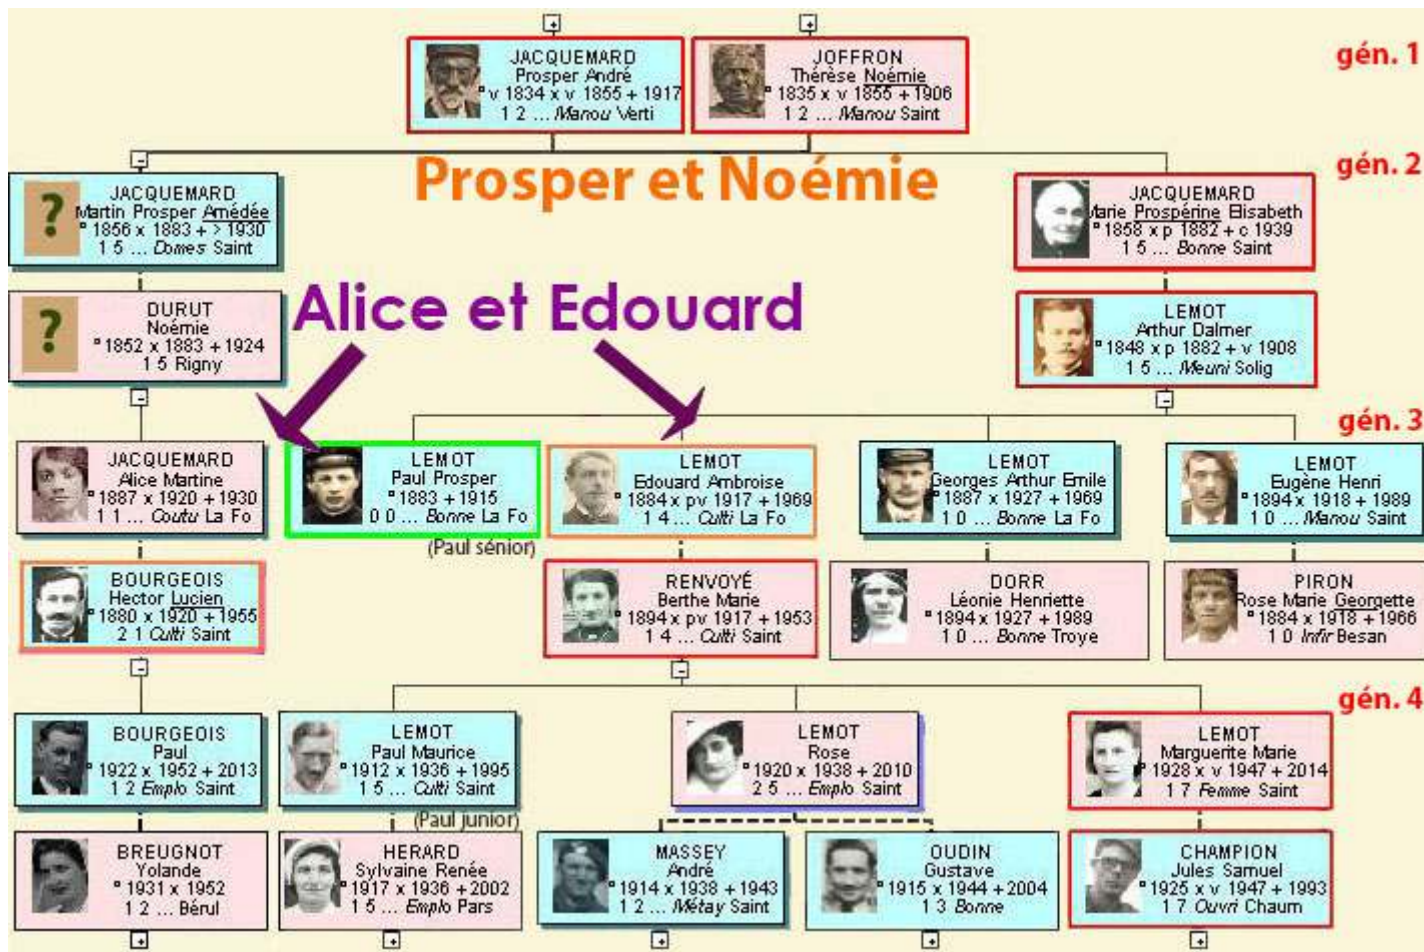 JACQUEMARD
Prosper André
° v 1834 x v 1855 + 1917
1 2 ... Manou Verti
JOFFRON
Thérèse Noémie
° 1835 x v 1855 + 1906
1 2 ... Manou Saint
gén. 1
Prosper et Noémie
gén. 2
JACQUEMARD
Martin Prosper Amédée
° 1856 x 1883 + > 1930
1 5 ... Domes Saint
JACQUEMARD
Marie Prospérine Elisabeth
° 1858 x p 1882 + c 1939
1 5 ... Bonne Saint
Alice et Edouard
?
?
DURUT
Noémie
° 1852 x 1883 + 1924
1 5 Rigny
LEMOT
Arthur Dalmer
° 1848 x p 1882 + v 1908
1 5 ... Meuni Solig
gén. 3
JACQUEMARD
Alice Martine
° 1887 x 1920 + 1930
1 1 ... Coutu La Fo
LEMOT
Paul Prosper
° 1883 + 1915
0 0 ... Bonne La Fo
(Paul sénior)
LEMOT
Edouard Ambroise
° 1884 x pv 1917 + 1969
1 4 ... Culti La Fo
LEMOT
Georges Arthur Emile
° 1887 x 1927 + 1969
1 0 ... Bonne La Fo
LEMOT
Eugène Henri
° 1894 x 1918 + 1989
1 0 ... Manou Saint
BOURGEOIS
Hector Lucien
° 1880 x 1920 + 1955
2 1 Culti Saint
RENVOYÉ
Berthe Marie
° 1894 x pv 1917 + 1953
1 4 ... Culti Saint
DORR
Léonie Henriette
° 1894 x 1927 + 1989
1 0 ... Bonne Troye
PIRON
Rose Marie Georgette
° 1884 x 1918 + 1966
1 0 Infir Besan
gén. 4
BOURGEOIS
Paul
° 1922 x 1952 + 2013
1 2 Emplo Saint
LEMOT
Paul Maurice
° 1912 x 1936 + 1995
1 5 ... Culti Saint
(Paul junior)
LEMOT
Rose
° 1920 x 1938 + 2010
2 5 ... Emplo Saint
LEMOT
Marguerite Marie
° 1928 x v 1947 + 2014
1 7 Femme Saint
BREUGNOT
Yolande
° 1931 x 1952
1 2 ... Bérul
HERARD
Sylvaine Renée
° 1917 x 1936 + 2002
1 5 ... Emplo Pars
MASSEY
André
° 1914 x 1938 + 1943
1 2 ... Métay Saint
OUDIN
Gustave
° 1915 x 1944 + 2004
1 3 Bonne
CHAMPION
Jules Samuel
° 1925 x v 1947 + 1993
1 7 Ouvri Chaum